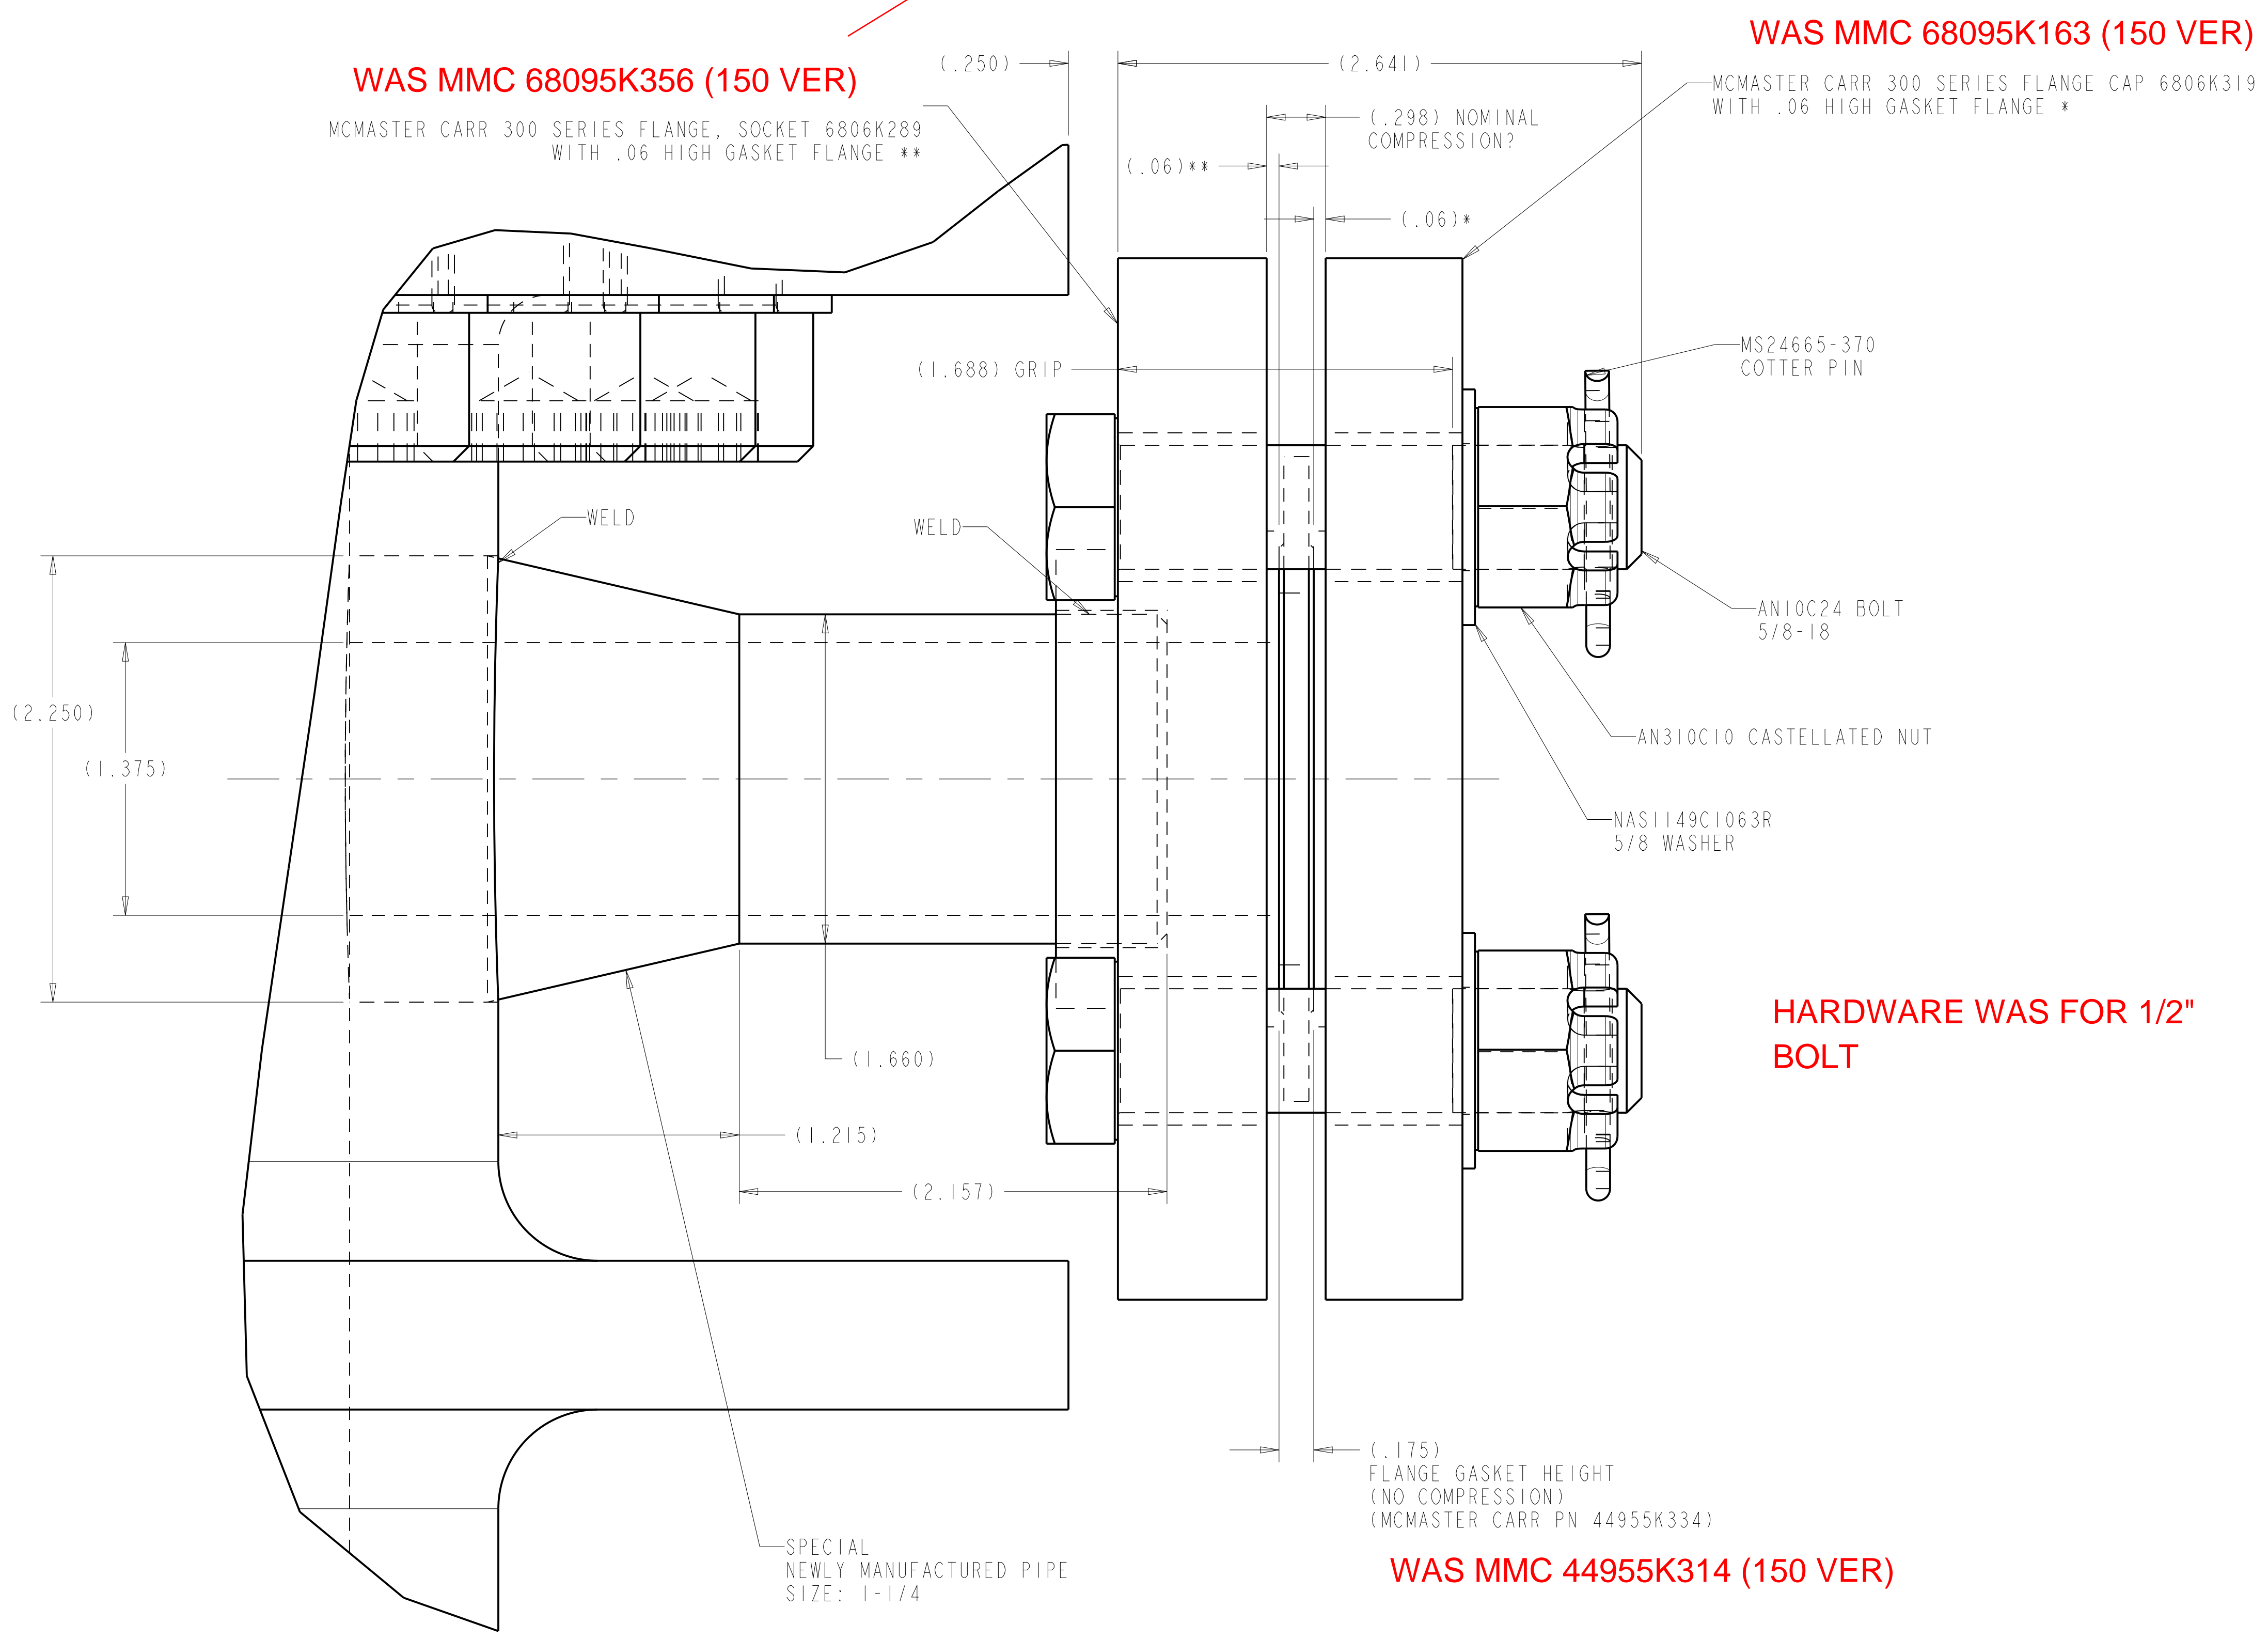 WAS MMC 68095K163 (150 VER)
WAS MMC 68095K356 (150 VER)
(.250)
(2.641)
MCMASTER CARR 300 SERIES FLANGE CAP 6806K319
WITH .06 HIGH GASKET FLANGE *
MCMASTER CARR 300 SERIES FLANGE, SOCKET 6806K289
WITH .06 HIGH GASKET FLANGE **
(.298) NOMINAL
COMPRESSION?
(.06)**
(.06)*
(1.688) GRIP
MS24665-370
COTTER PIN
WELD
WELD
AN10C24 BOLT
5/8-18
(2.250)
(1.375)
AN310C10 CASTELLATED NUT
NAS1149C1063R
5/8 WASHER
HARDWARE WAS FOR 1/2"
BOLT
(1.660)
(1.215)
(2.157)
(.175)
FLANGE GASKET HEIGHT
(NO COMPRESSION)
(MCMASTER CARR PN 44955K334)
WAS MMC 44955K314 (150 VER)
SPECIAL
NEWLY MANUFACTURED PIPE
SIZE: 1-1/4